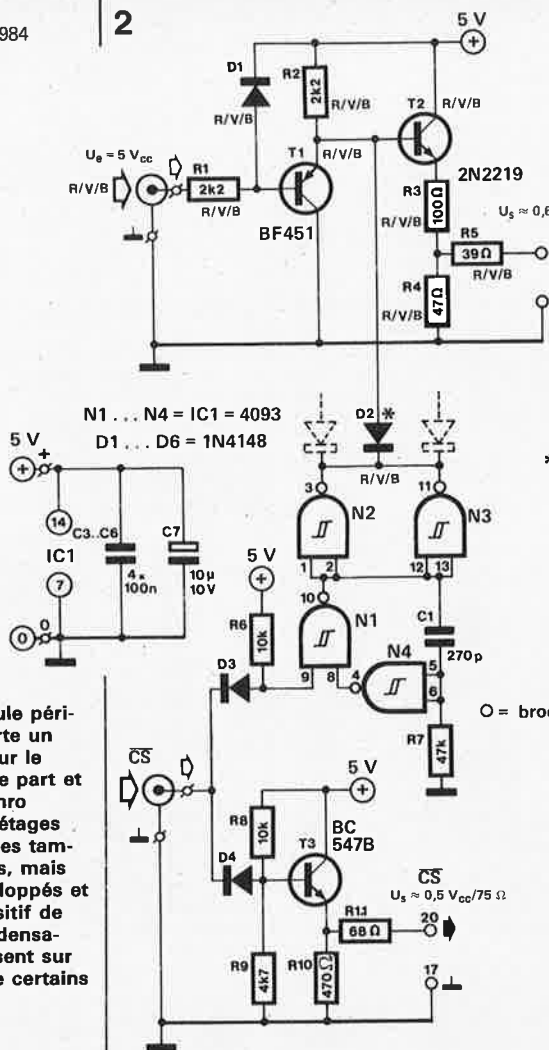 984
2
5 V
+
D1
R/V/B
R2
2k2
R/V/B
T2
R/V/B
T1
R/V/B
2N2219
Ue = 5 Vcc
R/V/B
R1
2k2
R/V/B
BF451
R3
100Ω
R/V/B
Us ≈ 0,6
R5
39Ω
R/V/B
R4
47Ω
R/V/B
N1 . . . N4 = IC1 = 4093
D1 . . . D6 = 1N4148
D2 *
R/V/B
*
5 V
+
+
14
C3..C6
C7
IC1
7
4x
100n
10µ
10V
0
0
3
N2
11
N3
1
2
12
13
5 V
+
10
N1
R6
10k
C1
270p
N4
9
8
4
5
6
D3
R7
47k
O = broc
ule péri-
rte un
ur le
e part et
nro
étages
es tam-
s, mais
loppés et
sitif de
densa-
sent sur
e certains
CS
5 V
+
R8
10k
T3
BC
547B
D4
CS
Us ≈ 0,5 Vcc/75 Ω
R11
68 Ω
20
R9
4k7
R10
470Ω
17